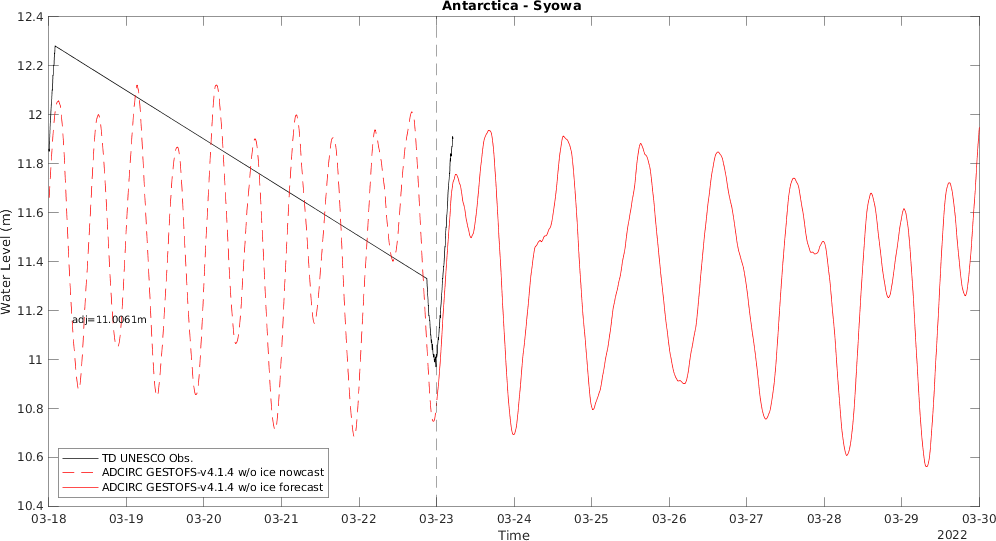 Antarctica - Syowa
12.4
12.2
12
11.8
11.6
11.4
11.2
11
10.8
10.6
10.4
Water Level (m)
adj=11.0061m
TD UNESCO Obs.
ADCIRC GESTOFS-v4.1.4 w/o ice nowcast
ADCIRC GESTOFS-v4.1.4 w/o ice forecast
03-18 03-19 03-20 03-21 03-22 03-23 03-24 03-25 03-26 03-27 03-28 03-29 03-30
Time
2022